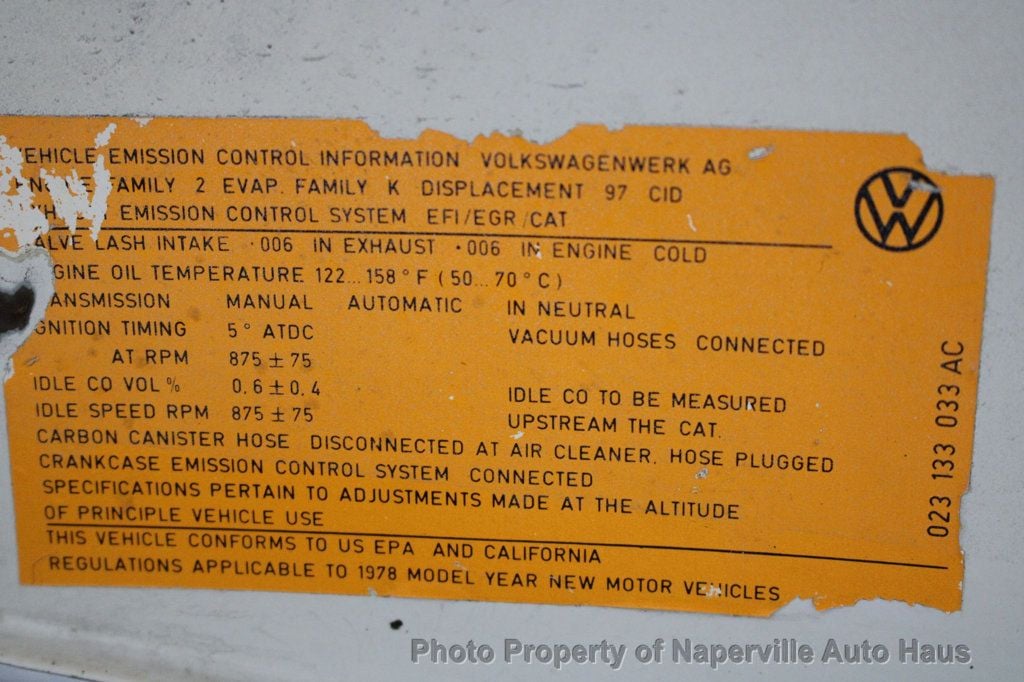 VEHICLE EMISSION CONTROL INFORMATION VOLKSWAGENWERK AG
ENGINE FAMILY 2 EVAP. FAMILY K DISPLACEMENT 97 CID
EMISSION CONTROL SYSTEM EFI/EGR/CAT
VALVE LASH INTAKE .006 IN EXHAUST .006 IN ENGINE COLD
GINE OIL TEMPERATURE 122...158°F (50...70°C)
ANSMISSION MANUAL AUTOMATIC IN NEUTRAL
GNITION TIMING 5° ATDC VACUUM HOSES CONNECTED
AT RPM 875 ± 75
IDLE CO VOL % 0.6 ± 0.4 IDLE CO TO BE MEASURED
IDLE SPEED RPM 875 ± 75 UPSTREAM THE CAT.
CARBON CANISTER HOSE DISCONNECTED AT AIR CLEANER. HOSE PLUGGED
CRANKCASE EMISSION CONTROL SYSTEM CONNECTED
SPECIFICATIONS PERTAIN TO ADJUSTMENTS MADE AT THE ALTITUDE
OF PRINCIPLE VEHICLE USE
THIS VEHICLE CONFORMS TO US EPA AND CALIFORNIA
REGULATIONS APPLICABLE TO 1978 MODEL YEAR NEW MOTOR VEHICLES
VW
023 133 033 AC
Photo Property of Naperville Auto Haus